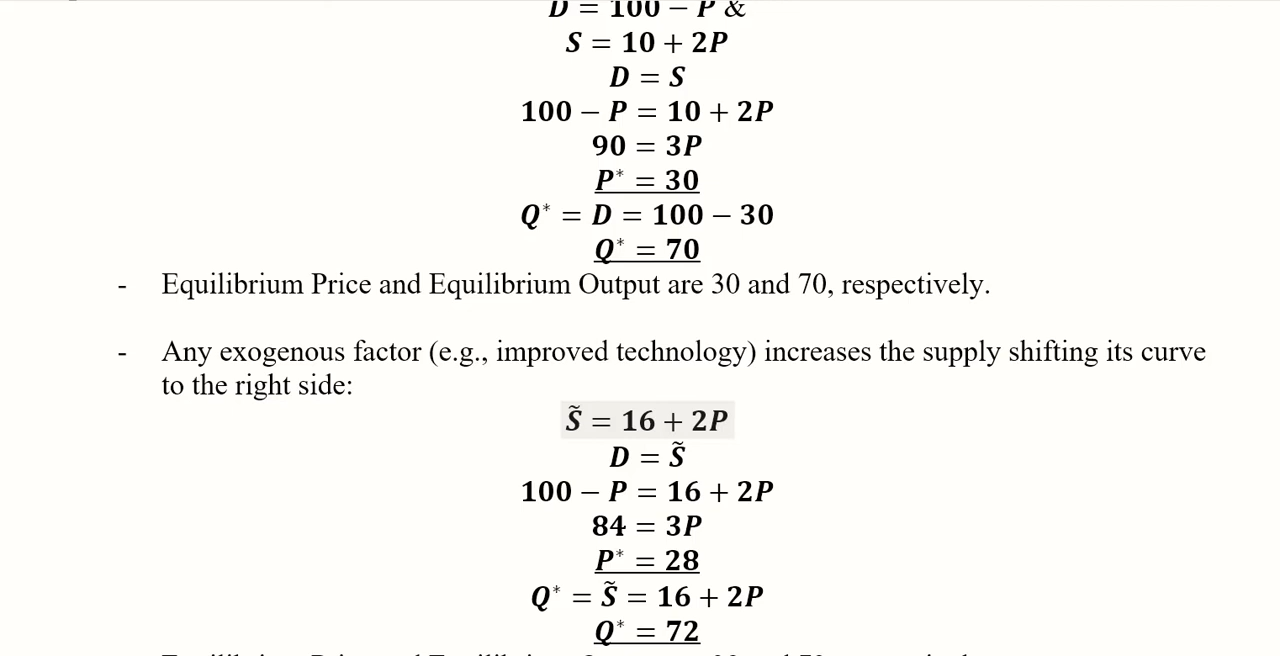 D = 100 − P &
S = 10 + 2P
D = S
100 − P = 10 + 2P
90 = 3P
P* = 30
Q* = D = 100 − 30
Q* = 70
- Equilibrium Price and Equilibrium Output are 30 and 70, respectively.
- Any exogenous factor (e.g., improved technology) increases the supply shifting its curve
to the right side:
S̃ = 16 + 2P
D = S̃
100 − P = 16 + 2P
84 = 3P
P* = 28
Q* = S̃ = 16 + 2P
Q* = 72